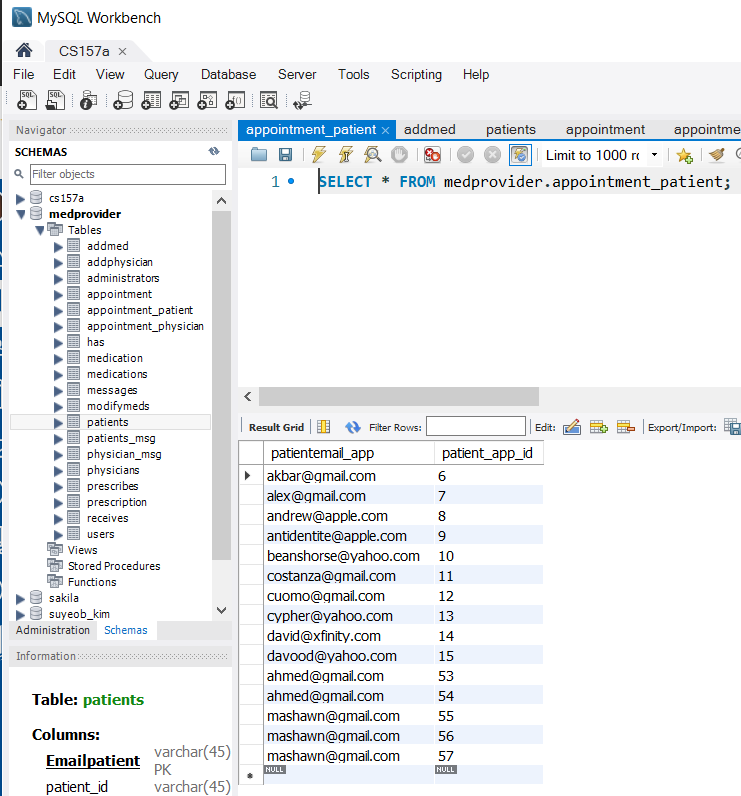 MySQL Workbench
CS157a ×
File Edit View Query Database Server Tools Scripting Help
Navigator
SCHEMAS
Filter objects
cs157a
medprovider
Tables
addmed
addphysician
administrators
appointment
appointment_patient
appointment_physician
has
medication
medications
messages
modifymeds
patients
patients_msg
physician_msg
physicians
prescribes
prescription
receives
users
Views
Stored Procedures
Functions
sakila
suyeob_kim
Administration Schemas
Information
Table: patients
Columns:
Emailpatient varchar(45)
PK
patient_id varchar(45)
appointment_patient × addmed patients appointment appointme
Limit to 1000 rc
1 SELECT * FROM medprovider.appointment_patient;
Result Grid Filter Rows: Edit: Export/Import:
patientemail_app patient_app_id
akbar@gmail.com 6
alex@gmail.com 7
andrew@apple.com 8
antidentite@apple.com 9
beanshorse@yahoo.com 10
costanza@gmail.com 11
cuomo@gmail.com 12
cypher@yahoo.com 13
david@xfinity.com 14
davood@yahoo.com 15
ahmed@gmail.com 53
ahmed@gmail.com 54
mashawn@gmail.com 55
mashawn@gmail.com 56
mashawn@gmail.com 57
NULL NULL